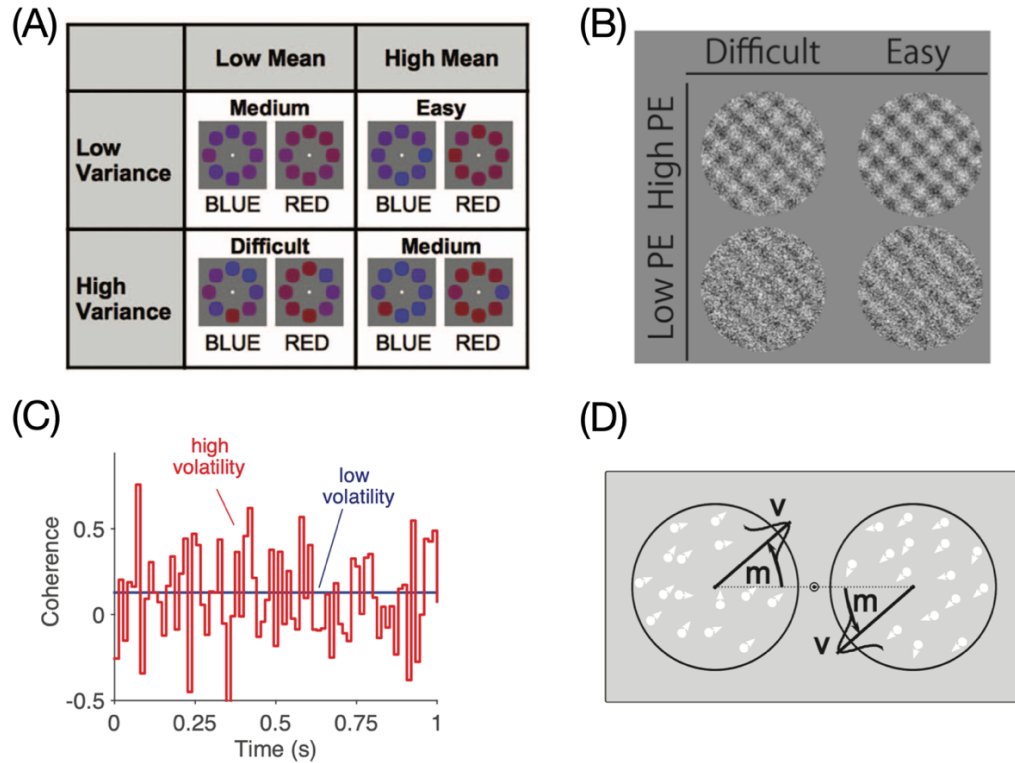 (A)
Low Mean
High Mean
Low
Variance
Medium
BLUE
RED
Easy
BLUE
RED
High
Variance
Difficult
BLUE
RED
Medium
BLUE
RED
(B)
Difficult
Easy
High PE
Low PE
(C)
high
volatility
low
volatility
Coherence
0.5
0
-0.5
0
0.25
0.5
0.75
1
Time (s)
(D)
v
m
m
v